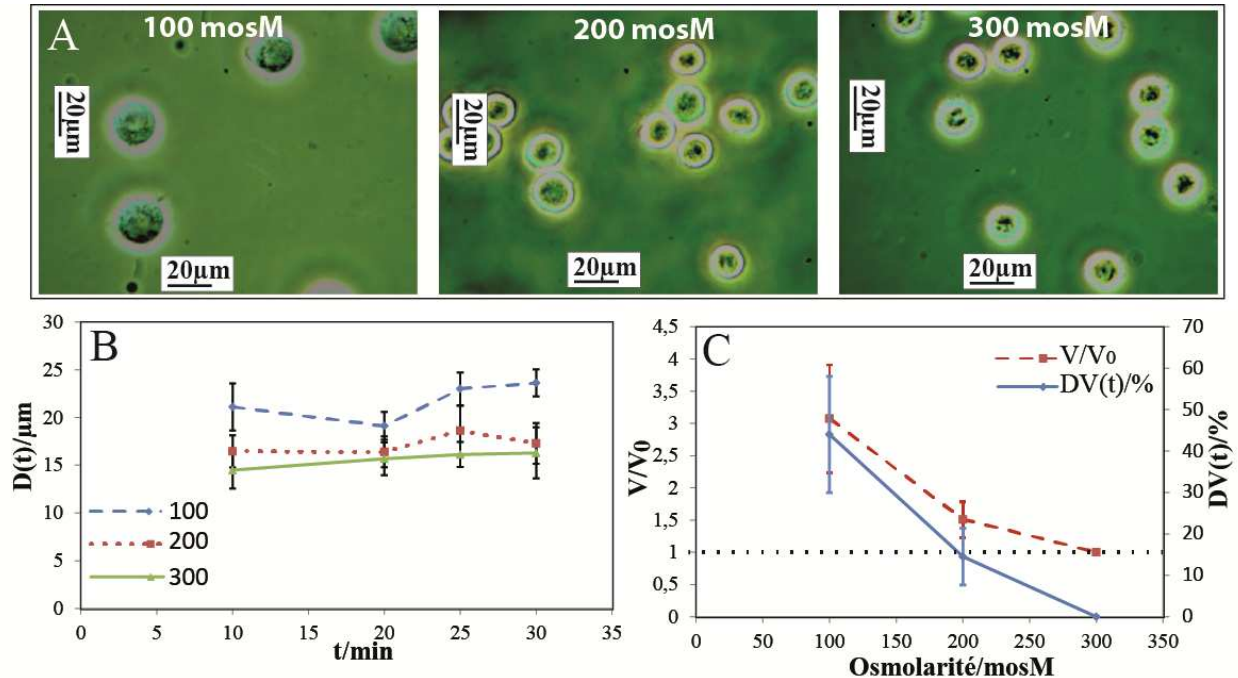 A
100 mosM
200 mosM
300 mosM
20µm
20µm
20µm
20µm
20µm
20µm
B
D(t)/µm
30
25
20
15
10
5
0
100
200
300
0
5
10
15
20
25
30
35
t/min
C
V/V₀
4,5
4
3,5
3
2,5
2
1,5
1
0,5
0
V/V₀
DV(t)/%
70
60
50
40
30
20
10
0
DV(t)/%
0
50
100
150
200
250
300
350
Osmolarité/mosM